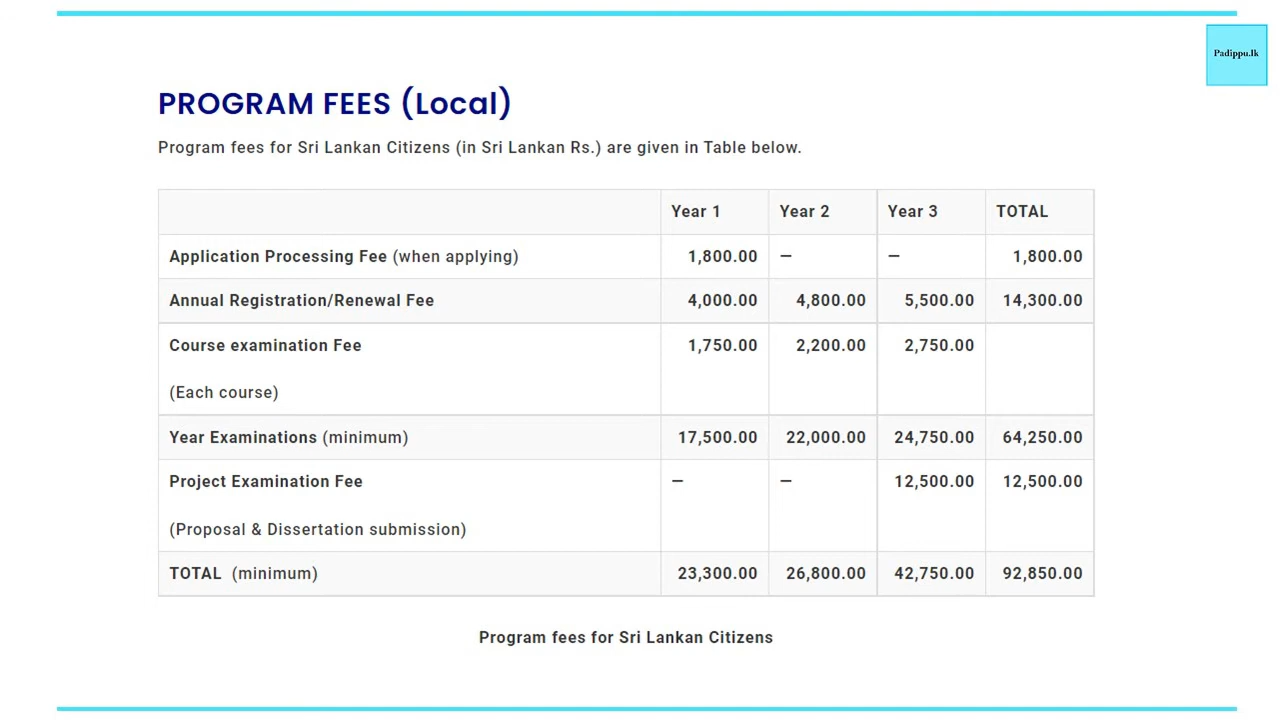 Padippu.lk
PROGRAM FEES (Local)
Program fees for Sri Lankan Citizens (in Sri Lankan Rs.) are given in Table below.
Year 1 Year 2 Year 3 TOTAL
Application Processing Fee (when applying) 1,800.00 — — 1,800.00
Annual Registration/Renewal Fee 4,000.00 4,800.00 5,500.00 14,300.00
Course examination Fee 1,750.00 2,200.00 2,750.00
(Each course)
Year Examinations (minimum) 17,500.00 22,000.00 24,750.00 64,250.00
Project Examination Fee — — 12,500.00 12,500.00
(Proposal & Dissertation submission)
TOTAL (minimum) 23,300.00 26,800.00 42,750.00 92,850.00
Program fees for Sri Lankan Citizens